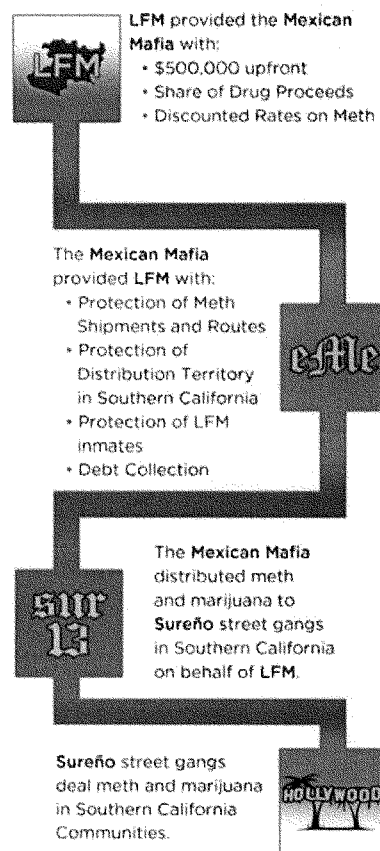 LFM
LFM provided the Mexican
Mafia with:
• $500,000 upfront
• Share of Drug Proceeds
• Discounted Rates on Meth
The Mexican Mafia
provided LFM with:
• Protection of Meth
Shipments and Routes
• Protection of
Distribution Territory
in Southern California
• Protection of LFM
inmates
• Debt Collection
eMe
The Mexican Mafia
distributed meth
and marijuana to
Sureño street gangs
in Southern California
on behalf of LFM.
sur
13
Sureño street gangs
deal meth and marijuana
in Southern California
Communities.
HOLLYWOOD